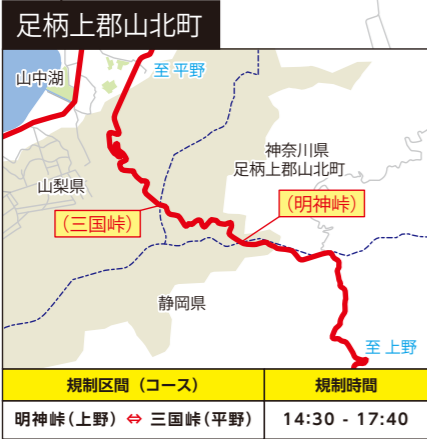 足柄上郡山北町
山中湖
至 平野
神奈川県
足柄上郡山北町
山梨県
(三国峠)
(明神峠)
静岡県
至 上野
規制区間（コース） 規制時間
明神峠(上野) ⇔ 三国峠(平野) 14:30 - 17:40